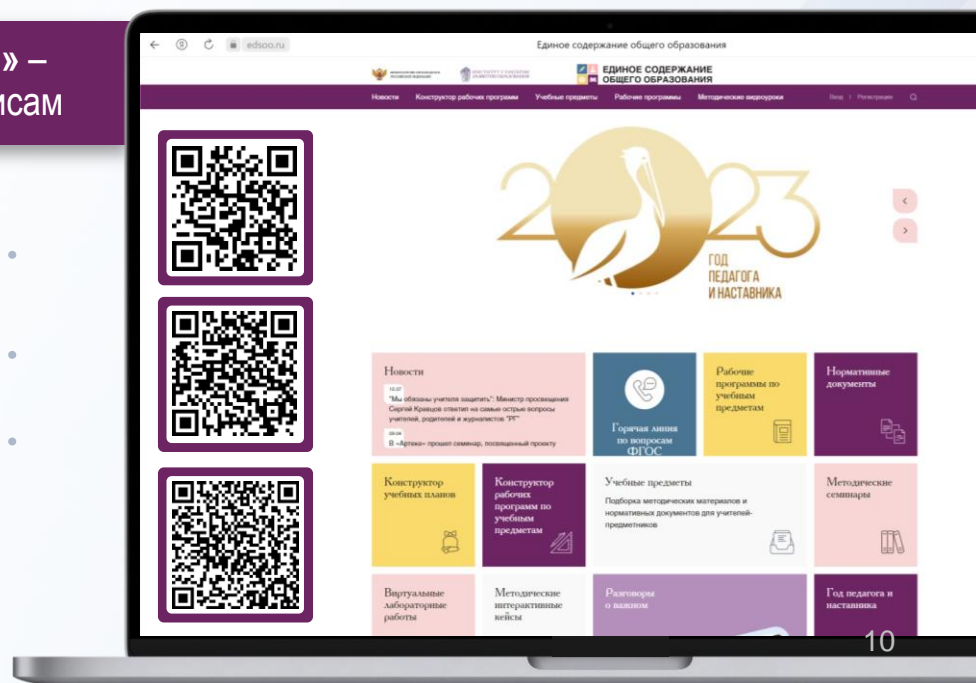 » –
исам
edsoo.ru
Единое содержание общего образования
ЕДИНОЕ СОДЕРЖАНИЕ
ОБЩЕГО ОБРАЗОВАНИЯ
Новости Конструктор рабочих программ Учебные предметы Рабочие программы Методические видеоуроки Вход Регистрация
2023
ГОД
ПЕДАГОГА
И НАСТАВНИКА
Новости
"Мы обязаны учителя защитить": Министр просвещения
Сергей Кравцов ответил на самые острые вопросы
учителей, родителей и журналистов "РГ"
В «Артеке» прошел семинар, посвященный проекту
Горячая линия
по вопросам
ФГОС
Рабочие
программы по
учебным
предметам
Нормативные
документы
Конструктор
учебных планов
Конструктор
рабочих
программ по
учебным
предметам
Учебные предметы
Подборка методических материалов и
нормативных документов для учителей-
предметников
Методические
семинары
Виртуальные
лабораторные
работы
Методические
интерактивные
кейсы
Разговоры
о важном
Год педагога и
наставника
10